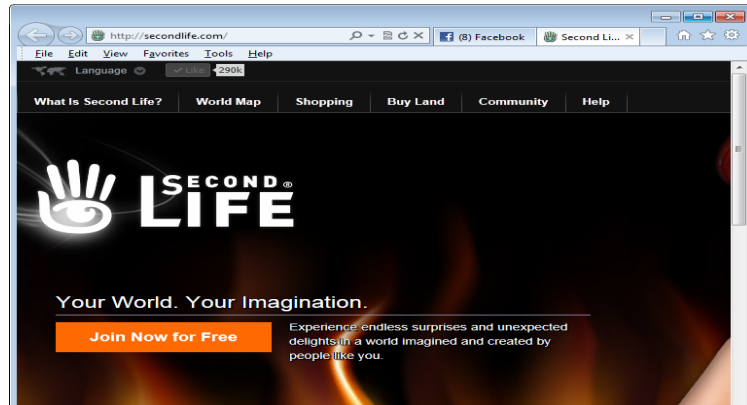 http://secondlife.com/
(8) Facebook
Second Li...
File Edit View Favorites Tools Help
Language
Like 290k
What Is Second Life? World Map Shopping Buy Land Community Help
SECOND®
LIFE
Your World. Your Imagination.
Join Now for Free
Experience endless surprises and unexpected
delights in a world imagined and created by
people like you.